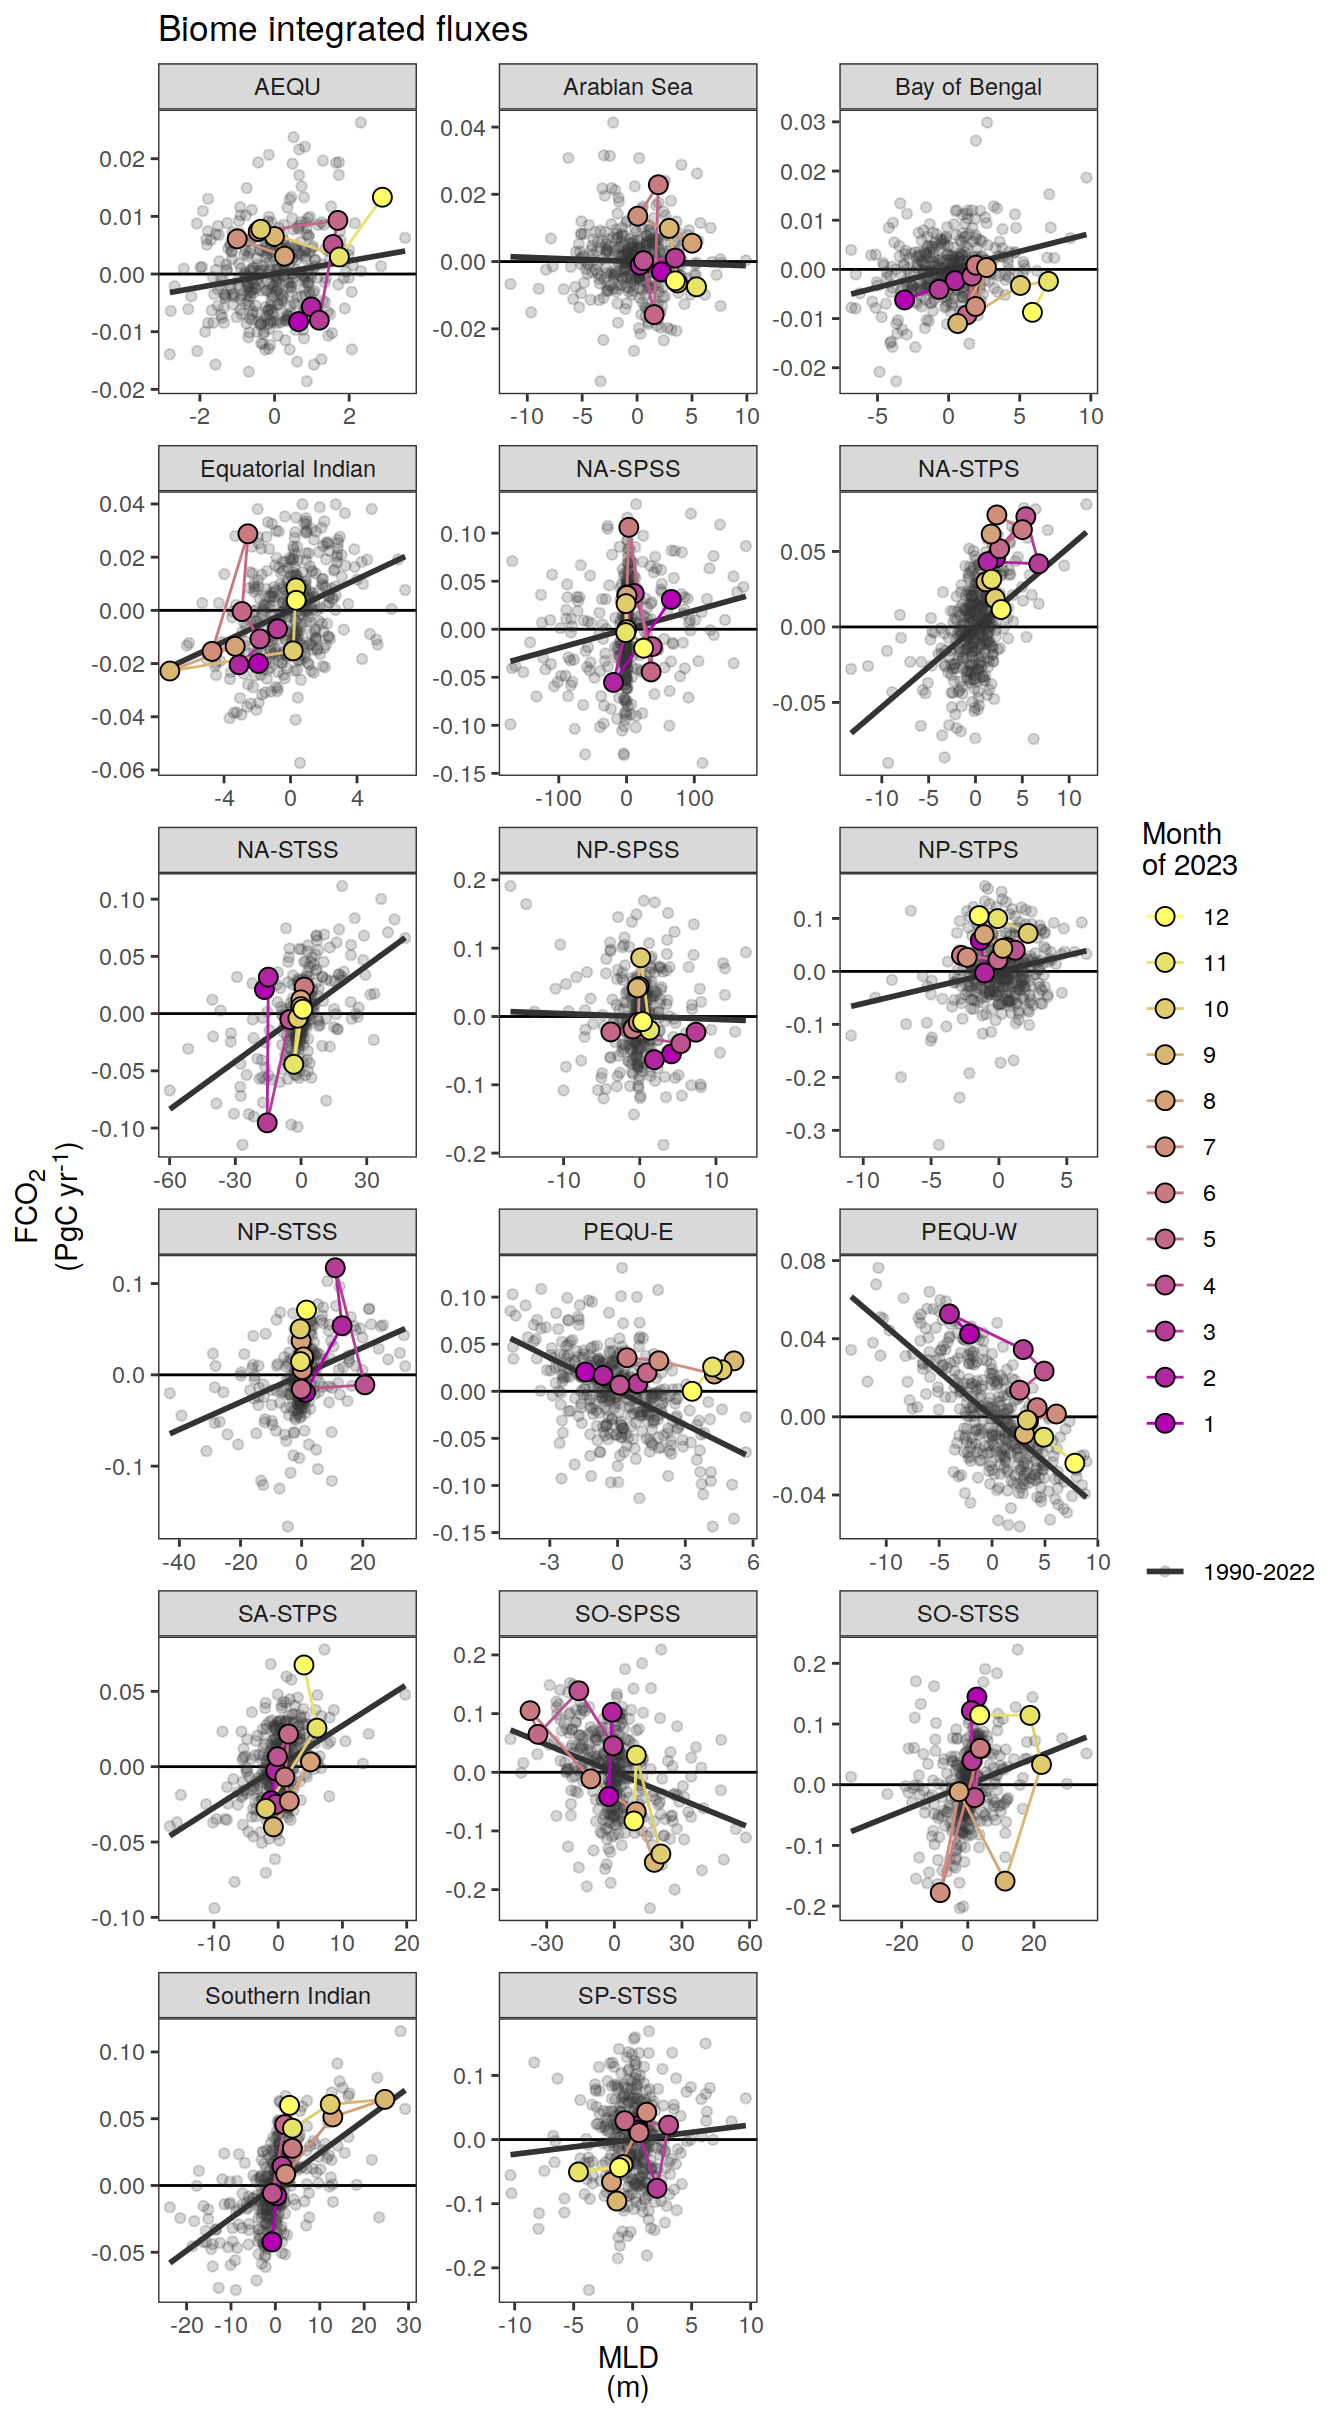 Biome integrated fluxes
AEQU
Arabian Sea
Bay of Bengal
0.02
0.01
0.00
-0.01
-0.02
-2 0 2
0.04
0.02
0.00
-0.02
-10 -5 0 5 10
0.03
0.02
0.01
0.00
-0.01
-0.02
-5 0 5 10
Equatorial Indian
NA-SPSS
NA-STPS
0.04
0.02
0.00
-0.02
-0.04
-0.06
-4 0 4
0.10
0.05
0.00
-0.05
-0.10
-0.15
-100 0 100
0.05
0.00
-0.05
-10 -5 0 5 10
NA-STSS
NP-SPSS
NP-STPS
0.10
0.05
0.00
-0.05
-0.10
-60 -30 0 30
0.2
0.1
0.0
-0.1
-0.2
-10 0 10
0.1
0.0
-0.1
-0.2
-0.3
-10 -5 0 5
NP-STSS
PEQU-E
PEQU-W
0.1
0.0
-0.1
-40 -20 0 20
0.10
0.05
0.00
-0.05
-0.10
-0.15
-3 0 3 6
0.08
0.04
0.00
-0.04
-10 -5 0 5 10
SA-STPS
SO-SPSS
SO-STSS
0.05
0.00
-0.05
-0.10
-10 0 10 20
0.2
0.1
0.0
-0.1
-0.2
-30 0 30 60
0.2
0.1
0.0
-0.1
-0.2
-20 0 20
Southern Indian
SP-STSS
0.10
0.05
0.00
-0.05
-20 -10 0 10 20 30
0.1
0.0
-0.1
-0.2
-10 -5 0 5 10
FCO₂
(PgC yr⁻¹)
MLD
(m)
Month
of 2023
12
11
10
9
8
7
6
5
4
3
2
1
1990-2022